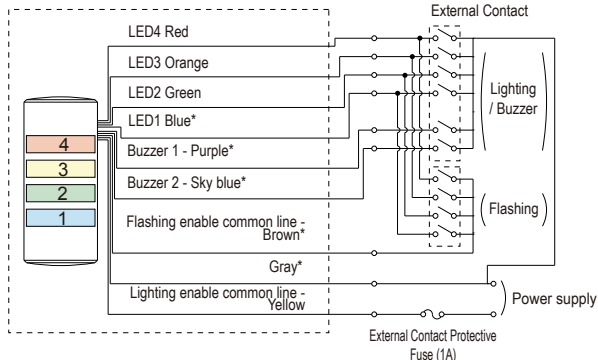 External Contact
LED4 Red
LED3 Orange
LED2 Green
LED1 Blue*
Buzzer 1 - Purple*
Buzzer 2 - Sky blue*
Flashing enable common line -
Brown*
Gray*
Lighting enable common line -
Yellow
4
3
2
1
Lighting
/ Buzzer
Flashing
Power supply
External Contact Protective
Fuse (1A)